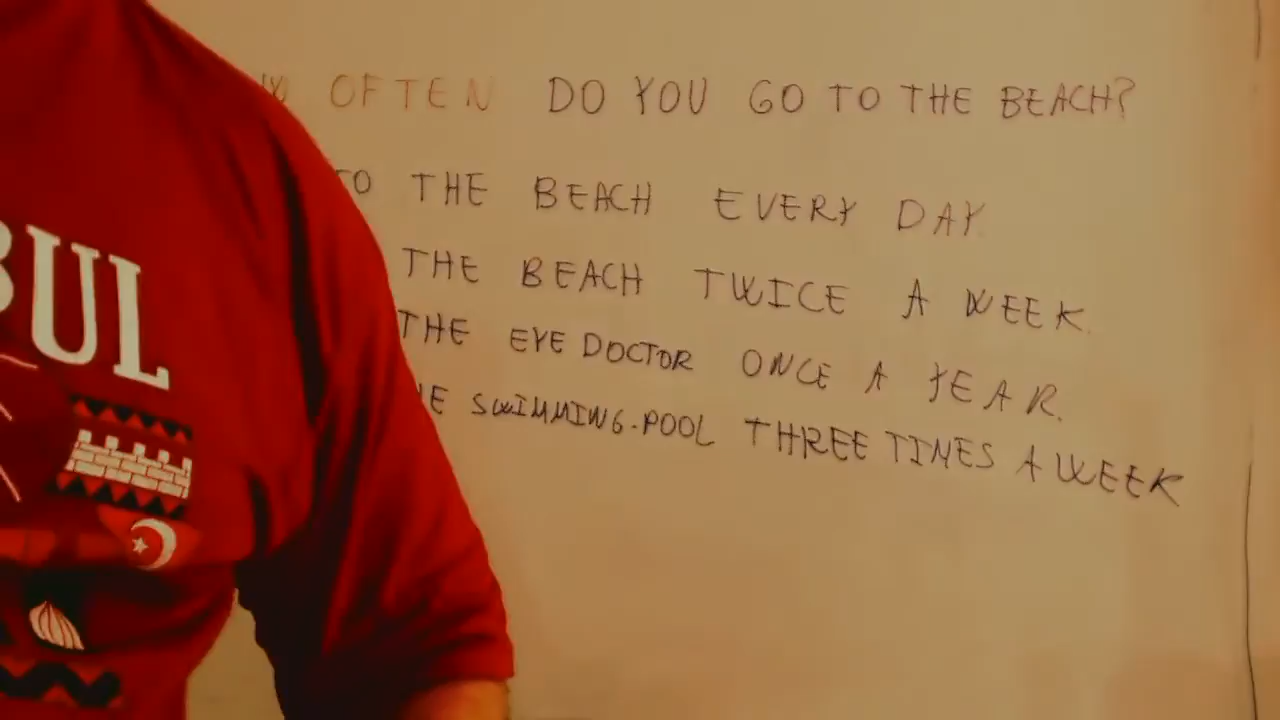 OFTEN DO YOU GO TO THE BEACH?
TO THE BEACH EVERY DAY
THE BEACH TWICE A WEEK.
THE EYE DOCTOR ONCE A YEAR.
SWIMMING-POOL THREE TIMES A WEEK
BUL